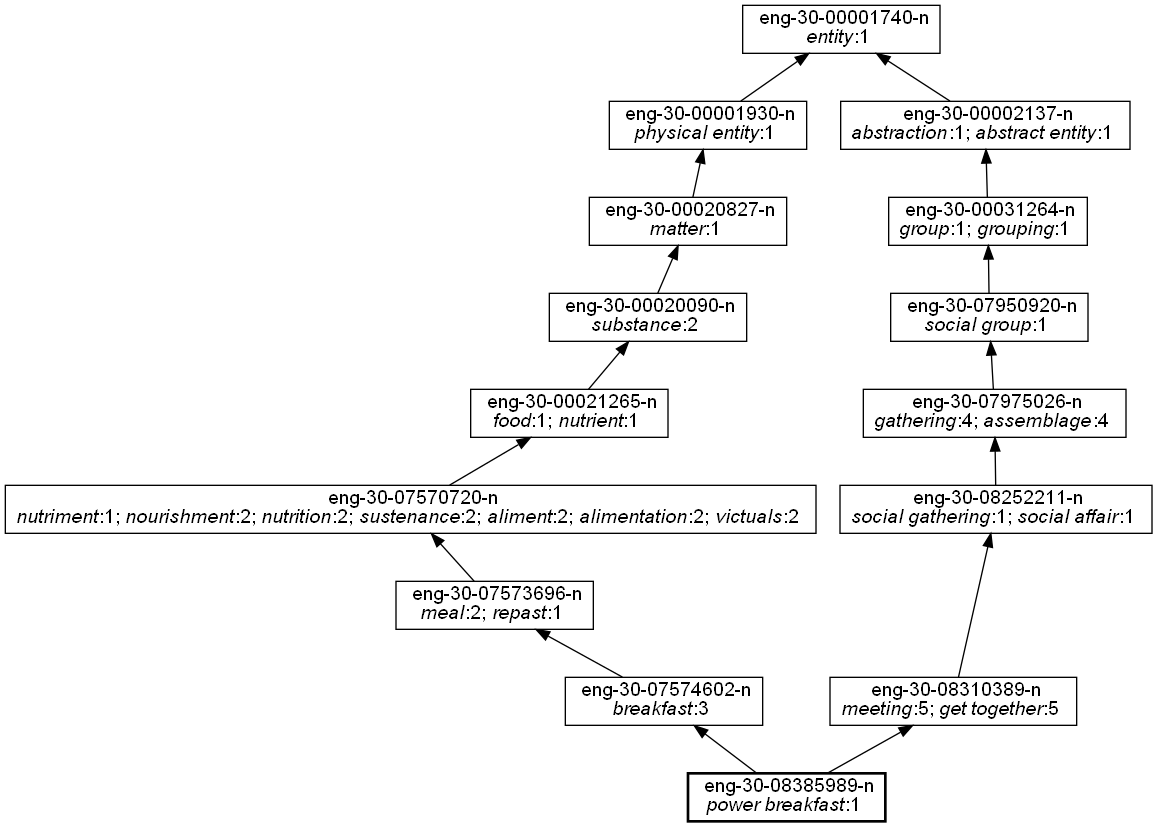 eng-30-00001740-n
entity:1
eng-30-00001930-n
physical entity:1
eng-30-00002137-n
abstraction:1; abstract entity:1
eng-30-00020827-n
matter:1
eng-30-00031264-n
group:1; grouping:1
eng-30-00020090-n
substance:2
eng-30-07950920-n
social group:1
eng-30-00021265-n
food:1; nutrient:1
eng-30-07975026-n
gathering:4; assemblage:4
eng-30-07570720-n
nutriment:1; nourishment:2; nutrition:2; sustenance:2; aliment:2; alimentation:2; victuals:2
eng-30-08252211-n
social gathering:1; social affair:1
eng-30-07573696-n
meal:2; repast:1
eng-30-07574602-n
breakfast:3
eng-30-08310389-n
meeting:5; get together:5
eng-30-08385989-n
power breakfast:1